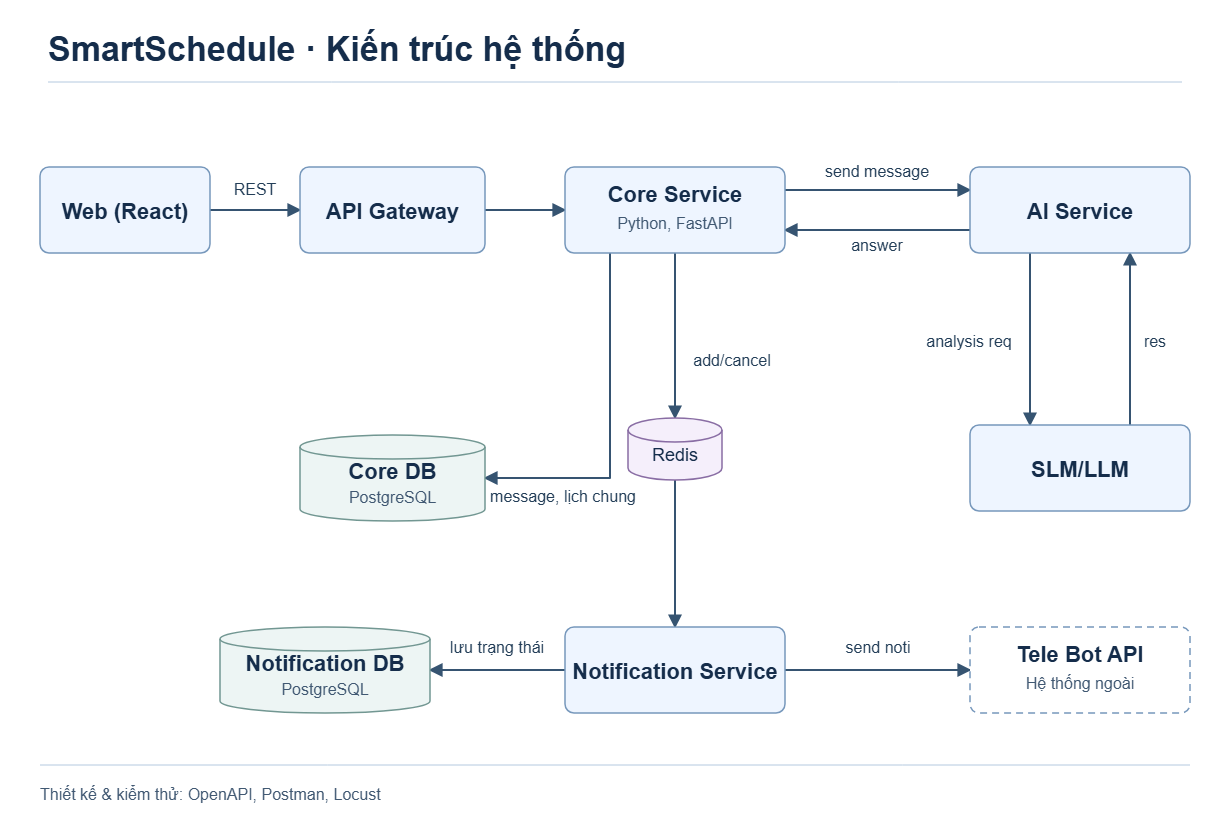 SmartSchedule · Kiến trúc hệ thống
Web (React)
REST
API Gateway
Core Service
Python, FastAPI
send message
answer
AI Service
add/cancel
analysis req
res
Core DB
PostgreSQL
message, lịch chung
Redis
SLM/LLM
Notification DB
PostgreSQL
lưu trạng thái
Notification Service
send noti
Tele Bot API
Hệ thống ngoài
Thiết kế & kiểm thử: OpenAPI, Postman, Locust